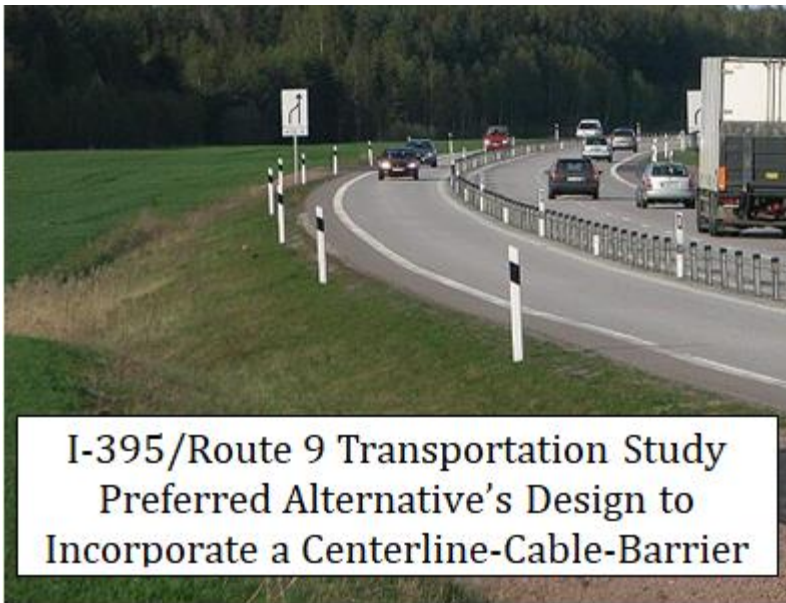 I-395/Route 9 Transportation Study
Preferred Alternative’s Design to
Incorporate a Centerline-Cable-Barrier